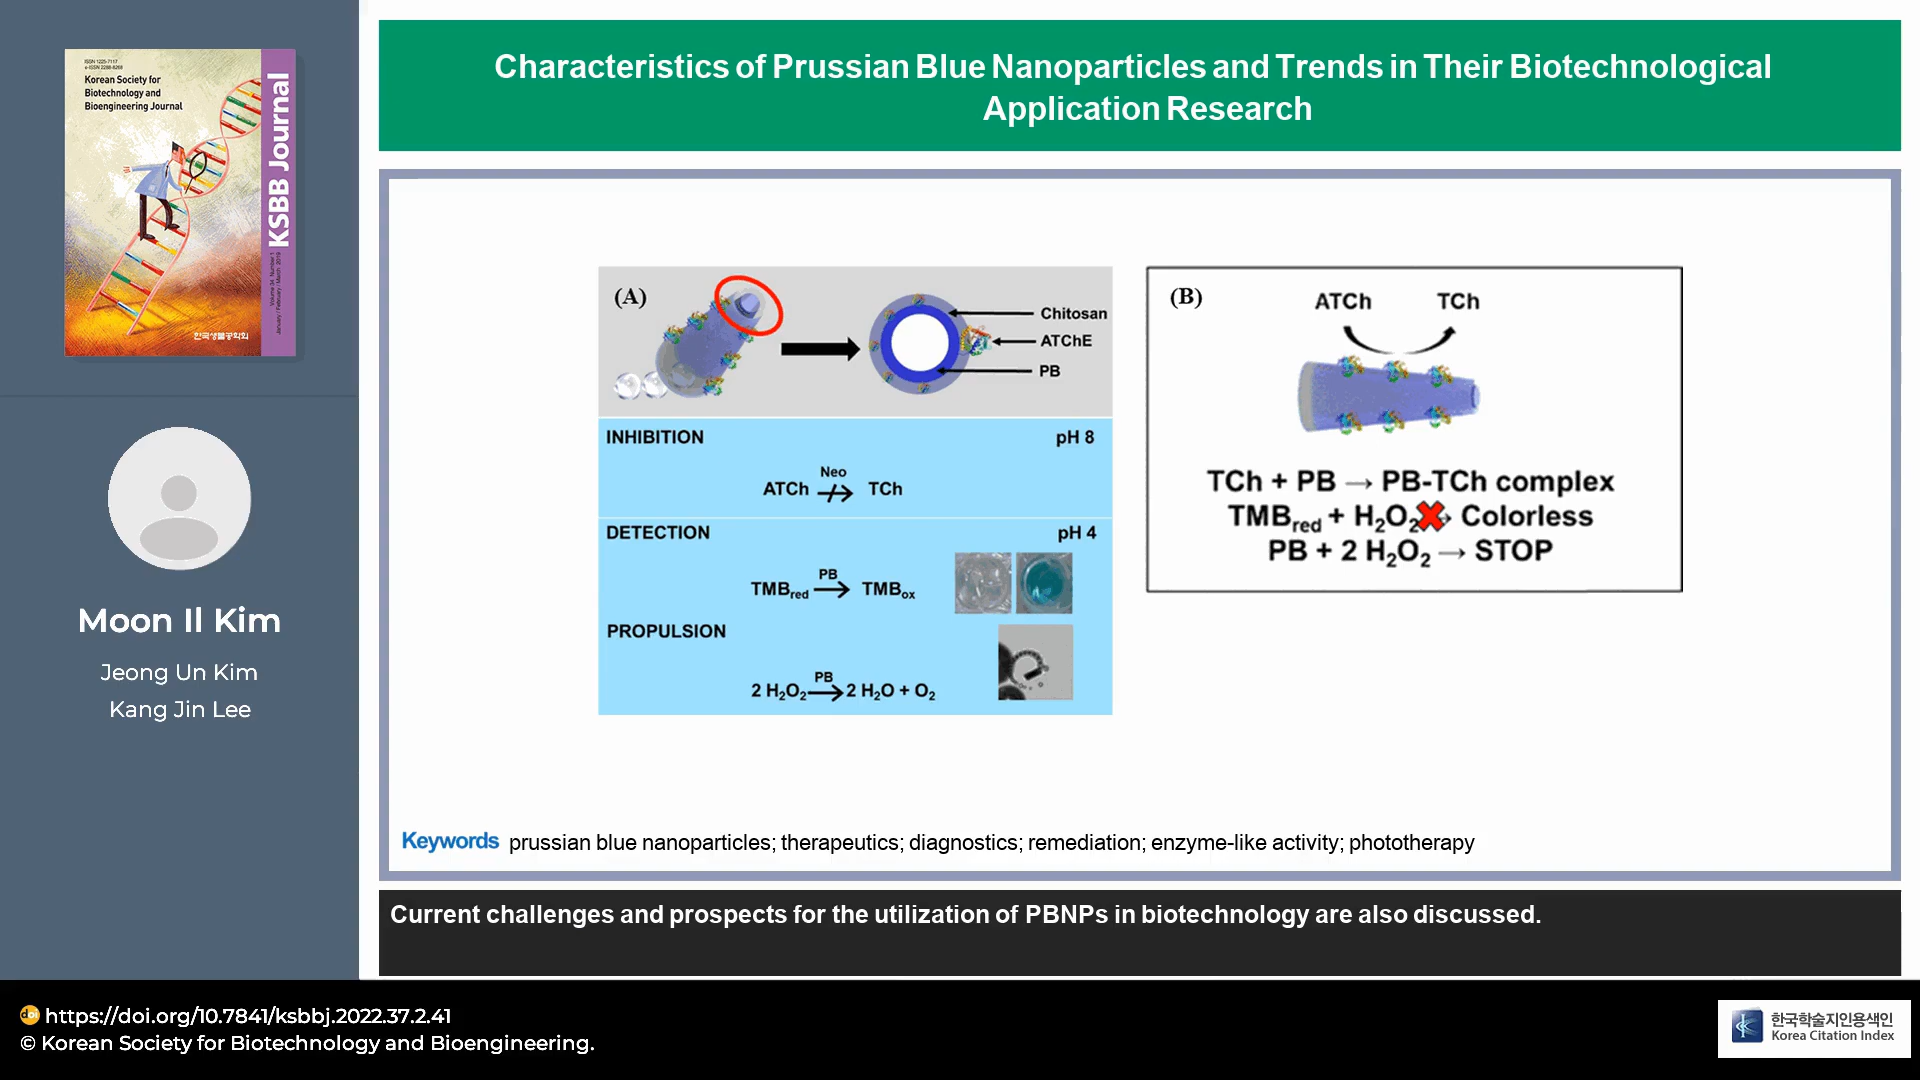 ISSN 1225-7117
e-ISSN 2288-8268
Korean Society for
Biotechnology and
Bioengineering Journal
KSBB Journal
Volume 34 Number 1
January / February / March 2019
한국생물공학회
Moon Il Kim
Jeong Un Kim
Kang Jin Lee
Characteristics of Prussian Blue Nanoparticles and Trends in Their Biotechnological
Application Research
(A)
Chitosan
ATChE
PB
INHIBITION pH 8
Neo
ATCh TCh
DETECTION pH 4
PB
TMBred → TMBox
PROPULSION
PB
2 H₂O₂ → 2 H₂O + O₂
(B)
ATCh TCh
TCh + PB → PB-TCh complex
TMBred + H₂O₂ → Colorless
PB + 2 H₂O₂ → STOP
Keywords prussian blue nanoparticles; therapeutics; diagnostics; remediation; enzyme-like activity; phototherapy
Current challenges and prospects for the utilization of PBNPs in biotechnology are also discussed.
doi https://doi.org/10.7841/ksbbj.2022.37.2.41
© Korean Society for Biotechnology and Bioengineering.
한국학술지인용색인
Korea Citation Index